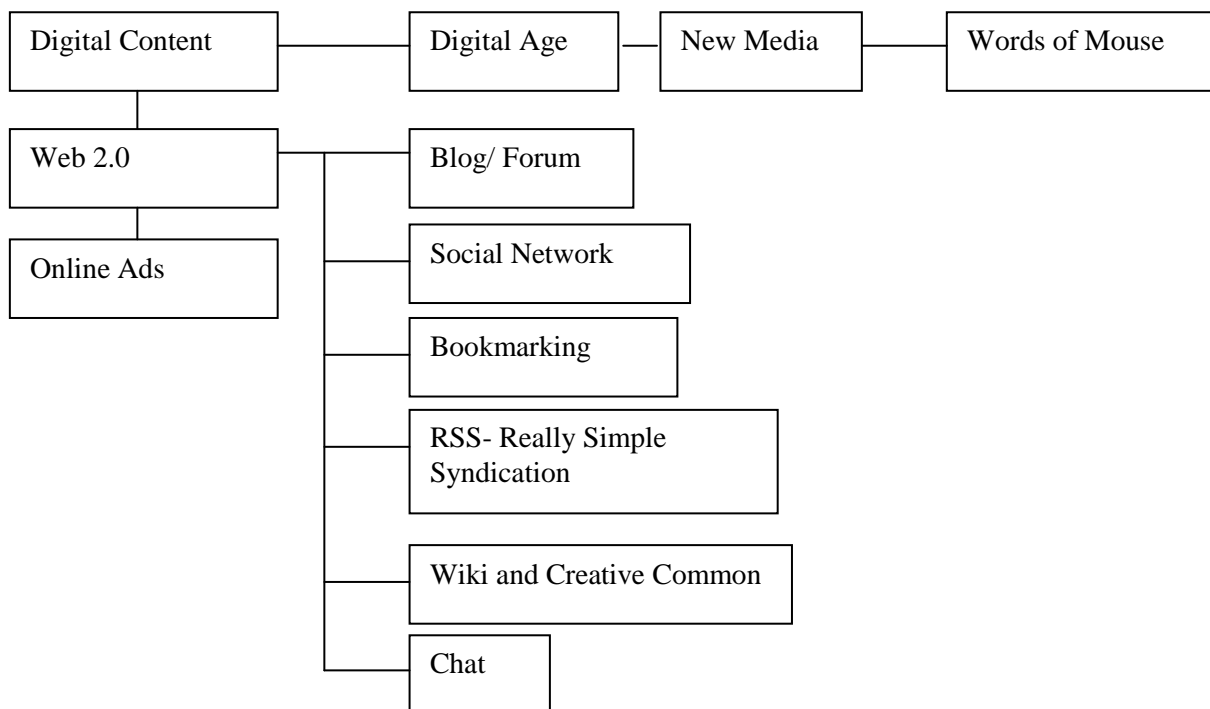 Digital Content
Digital Age
New Media
Words of Mouse
Web 2.0
Blog/ Forum
Online Ads
Social Network
Bookmarking
RSS- Really Simple
Syndication
Wiki and Creative Common
Chat